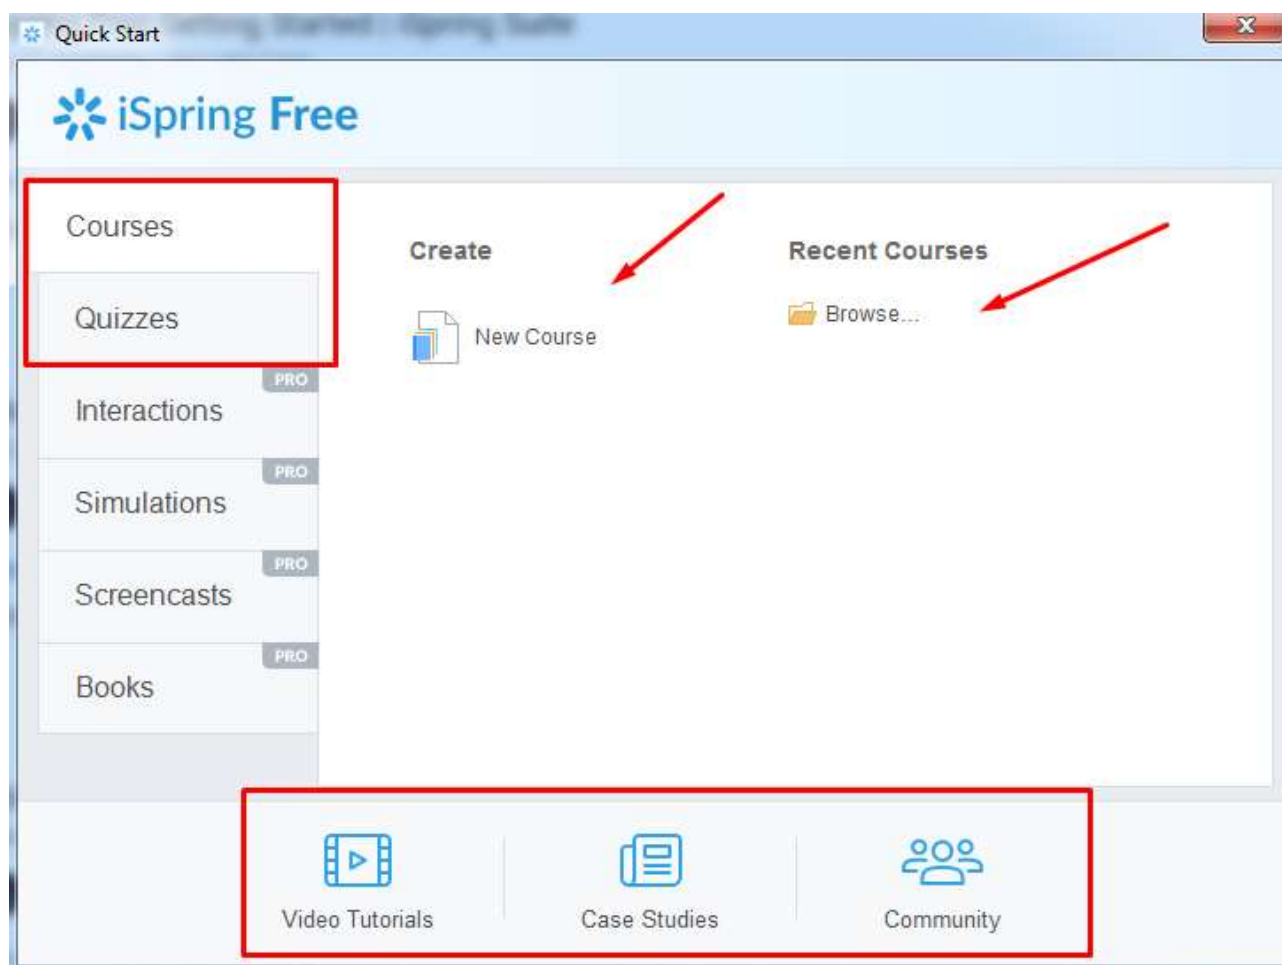 Quick Start
iSpring Free
Courses
Quizzes
PRO
Interactions
PRO
Simulations
PRO
Screencasts
PRO
Books
Create
New Course
Recent Courses
Browse...
Video Tutorials
Case Studies
Community